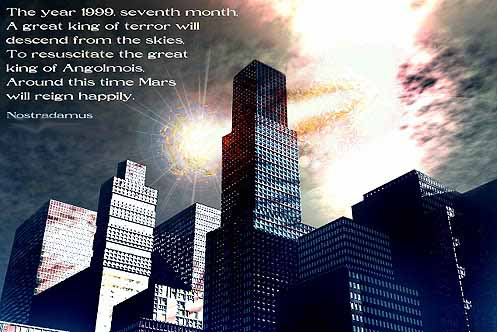 The year 1999, seventh month,
A great king of terror will
descend from the skies,
To resuscitate the great
king of Angolmois,
Around this time Mars
will reign happily.
Nostradamus